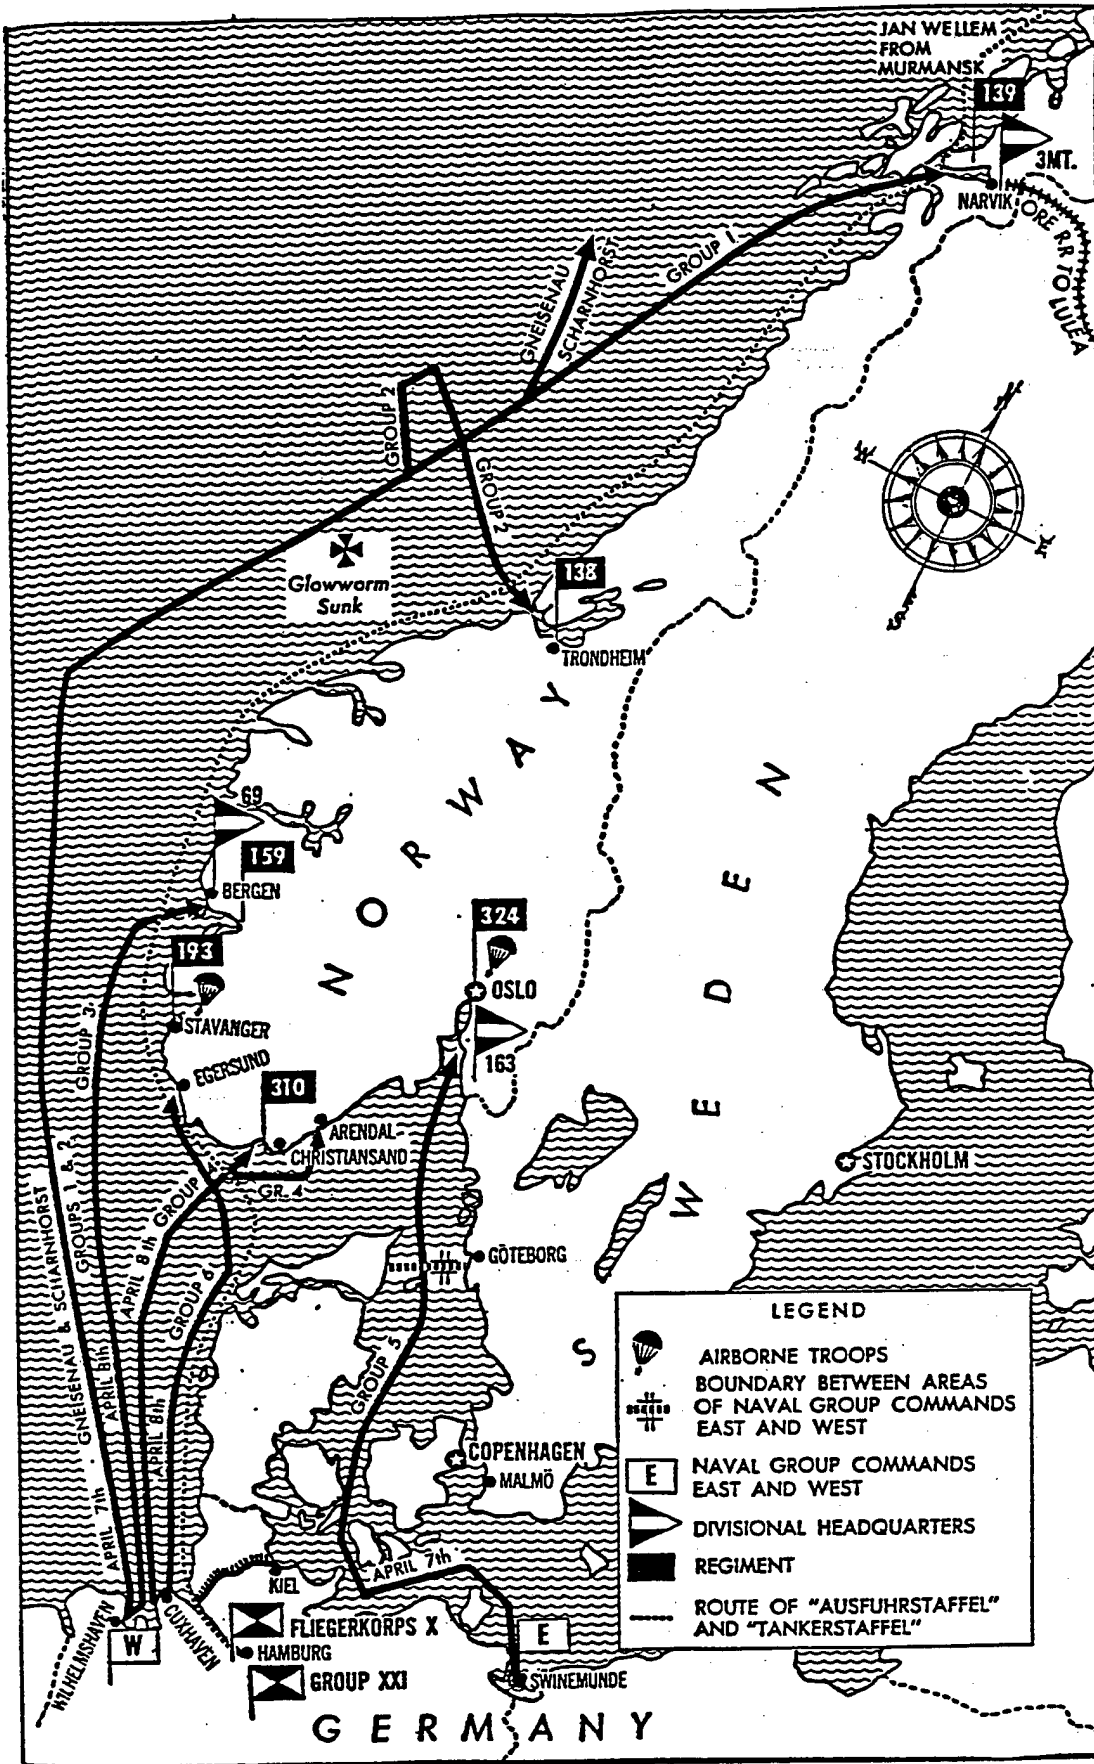 JAN WELLEM
FROM
MURMANSK
139
3MT.
NARVIK
ORE RR TO LULEA
GROUP 1
GNEISENAU
SCHARNHORST
GROUP 2
GROUP 2
N
W
E
S
Glowworm
Sunk
138
TRONDHEIM
NORWAY
SWEDEN
69
159
BERGEN
324
193
OSLO
STAVANGER
163
EGERSUND
310
ARENDAL
CHRISTIANSAND
GR. 4
STOCKHOLM
GÖTEBORG
GNEISENAU & SCHARNHORST
GROUPS 1 & 2
GROUP 3
APRIL 8th GROUP
GROUP 6
GROUP 5
APRIL 7th
APRIL 8th
APRIL 8th
COPENHAGEN
MALMÖ
APRIL 7th
KIEL
WILHELMSHAVEN
W
CUXHAVEN
FLIEGERKORPS X
HAMBURG
GROUP XXI
E
SWINEMUNDE
GERMANY
LEGEND
AIRBORNE TROOPS
BOUNDARY BETWEEN AREAS
OF NAVAL GROUP COMMANDS
EAST AND WEST
E
NAVAL GROUP COMMANDS
EAST AND WEST
DIVISIONAL HEADQUARTERS
REGIMENT
ROUTE OF "AUSFUHRSTAFFEL"
AND "TANKERSTAFFEL"